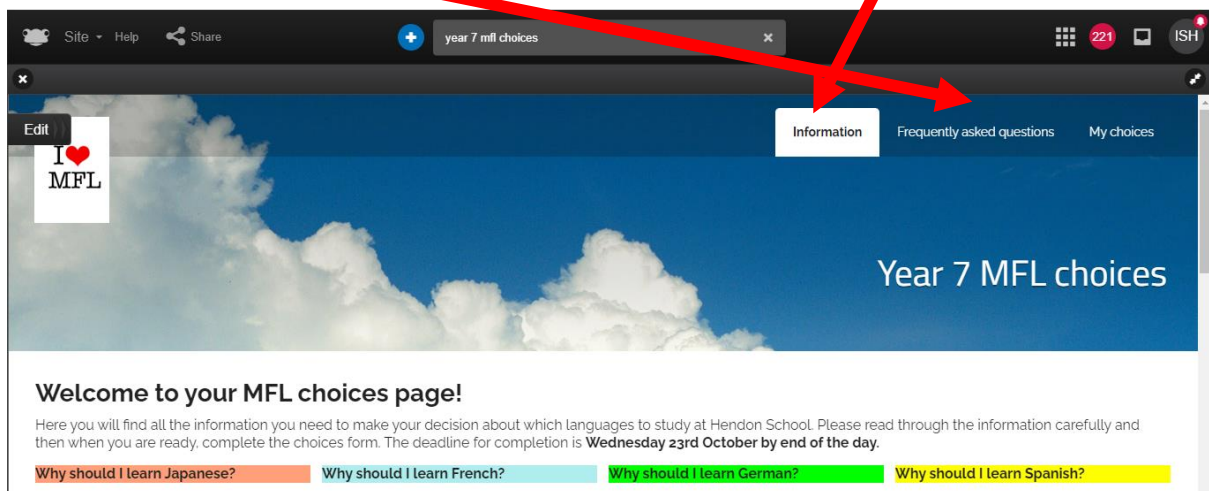 Site Help Share year 7 mfl choices 221 ISH
Edit
Information Frequently asked questions My choices
I
MFL
Year 7 MFL choices
Welcome to your MFL choices page!
Here you will find all the information you need to make your decision about which languages to study at Hendon School. Please read through the information carefully and
then when you are ready, complete the choices form. The deadline for completion is Wednesday 23rd October by end of the day.
Why should I learn Japanese? Why should I learn French? Why should I learn German? Why should I learn Spanish?